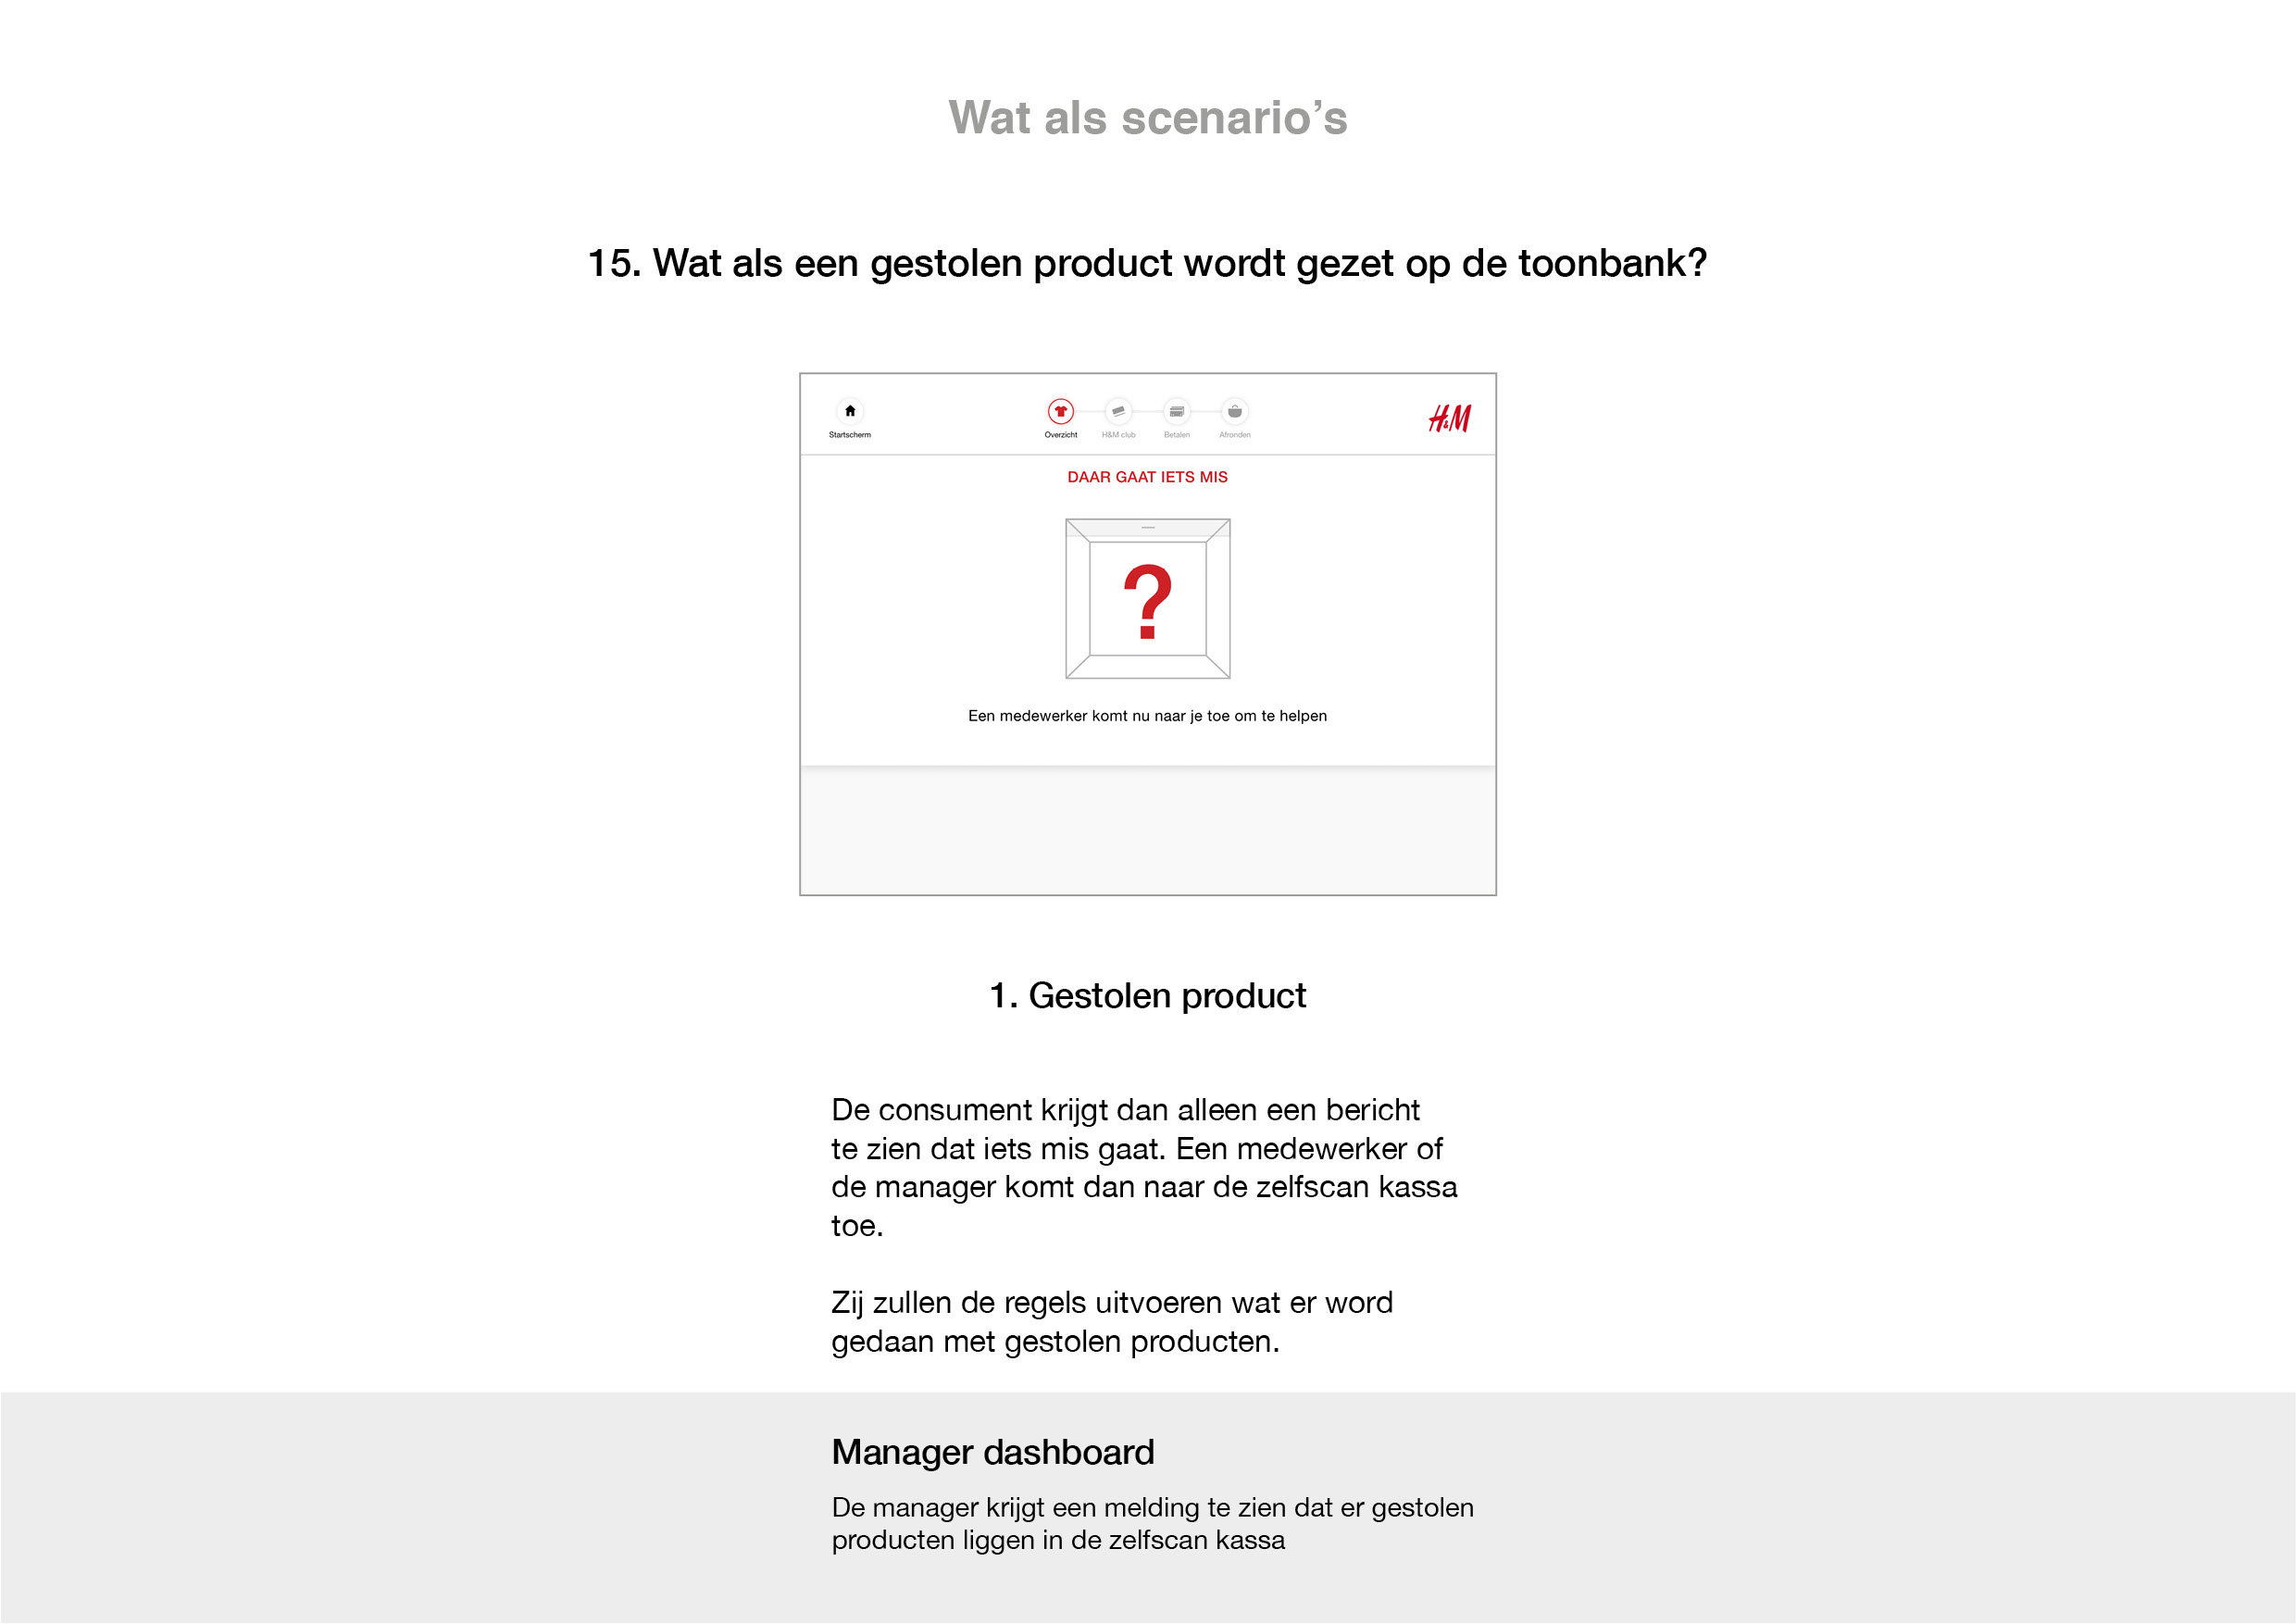 Wat als scenario’s
15. Wat als een gestolen product wordt gezet op de toonbank?
Startscherm
Overzicht
H&M club
Betalen
Afronden
H&M
DAAR GAAT IETS MIS
?
Een medewerker komt nu naar je toe om te helpen
1. Gestolen product
De consument krijgt dan alleen een bericht
te zien dat iets mis gaat. Een medewerker of
de manager komt dan naar de zelfscan kassa
toe.
Zij zullen de regels uitvoeren wat er word
gedaan met gestolen producten.
Manager dashboard
De manager krijgt een melding te zien dat er gestolen
producten liggen in de zelfscan kassa